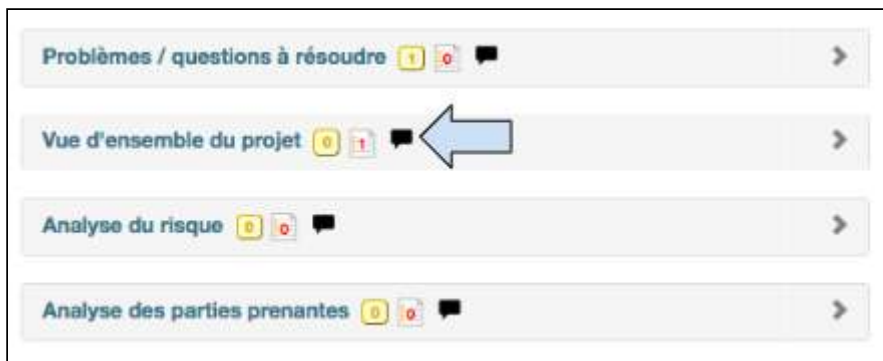 Problèmes / questions à résoudre 1 0
Vue d'ensemble du projet 0 1
Analyse du risque 0 0
Analyse des parties prenantes 0 0